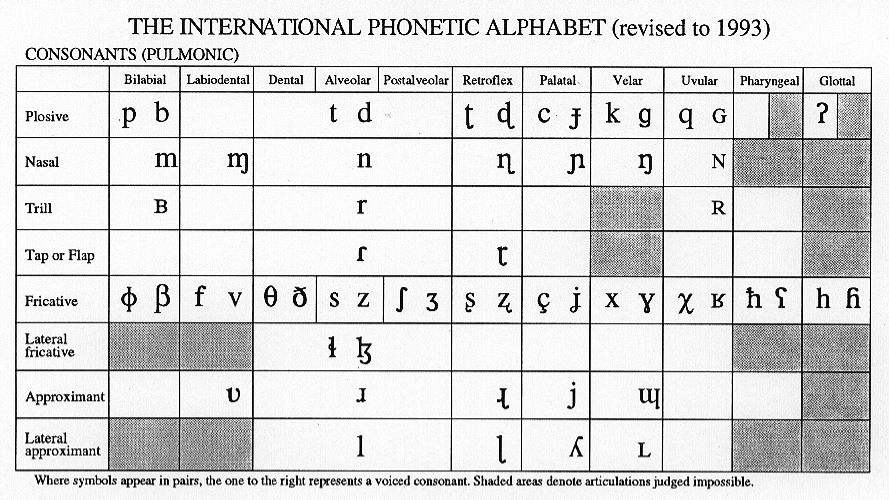 THE INTERNATIONAL PHONETIC ALPHABET (revised to 1993)
CONSONANTS (PULMONIC)
Bilabial Labiodental Dental Alveolar Postalveolar Retroflex Palatal Velar Uvular Pharyngeal Glottal
Plosive p b t d ʈ ɖ c ɟ k ɡ q ɢ ʔ
Nasal m ɱ n ɳ ɲ ŋ ɴ
Trill ʙ r ʀ
Tap or Flap ɾ ɽ
Fricative ɸ β f v θ ð s z ʃ ʒ ʂ ʐ ç ʝ x ɣ χ ʁ ħ ʕ h ɦ
Lateral
fricative ɬ ɮ
Approximant ʋ ɹ ɻ j ɰ
Lateral
approximant l ɭ ʎ ʟ
Where symbols appear in pairs, the one to the right represents a voiced consonant. Shaded areas denote articulations judged impossible.